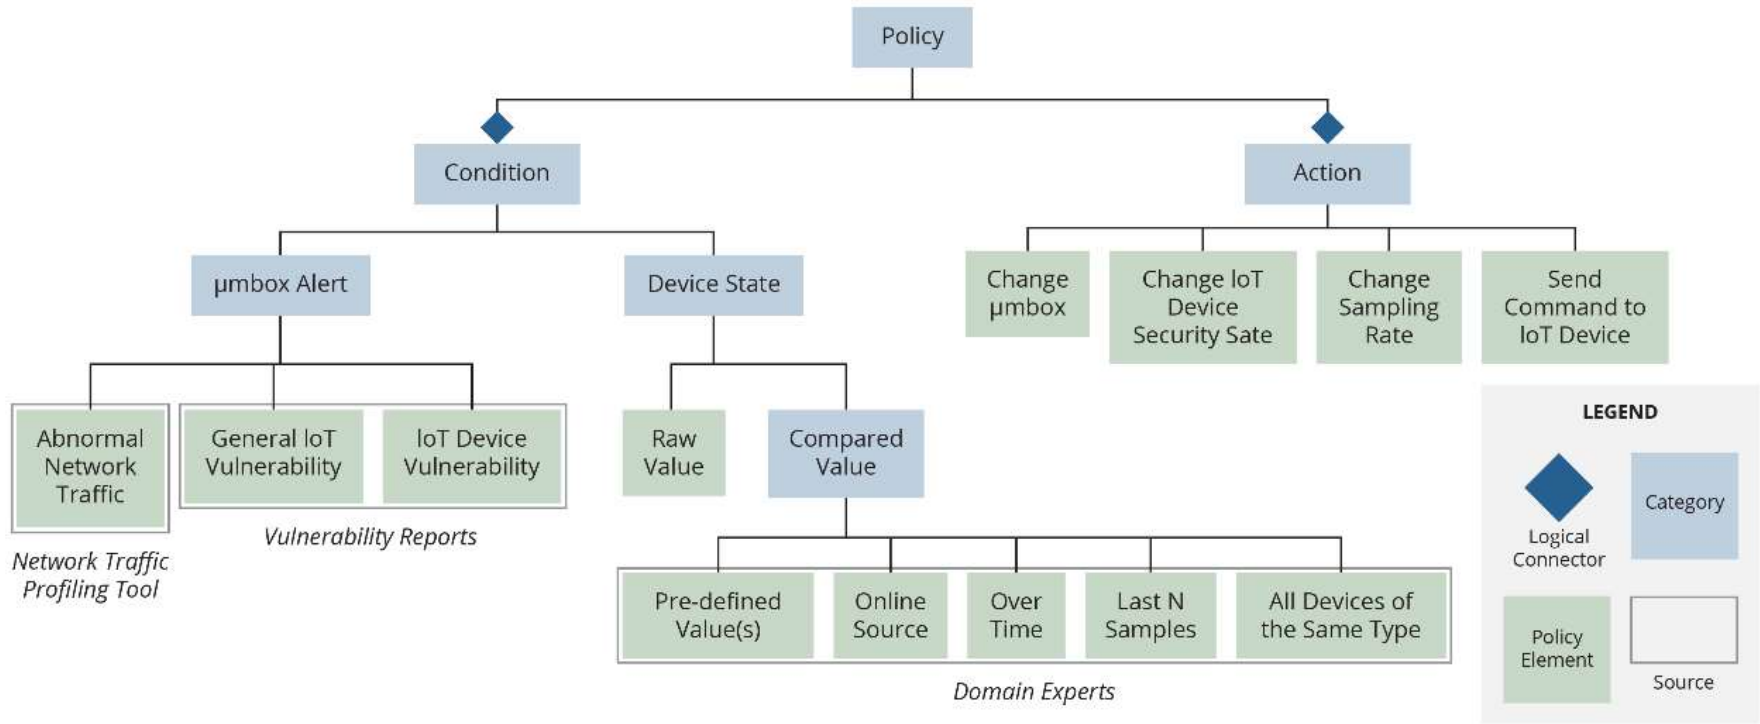 Policy
Condition
Action
µmbox Alert
Device State
Change
µmbox
Change IoT
Device
Security Sate
Change
Sampling
Rate
Send
Command to
IoT Device
Abnormal
Network
Traffic
General IoT
Vulnerability
IoT Device
Vulnerability
Raw
Value
Compared
Value
Network Traffic
Profiling Tool
Vulnerability Reports
Pre-defined
Value(s)
Online
Source
Over
Time
Last N
Samples
All Devices of
the Same Type
Domain Experts
LEGEND
Logical
Connector
Category
Policy
Element
Source